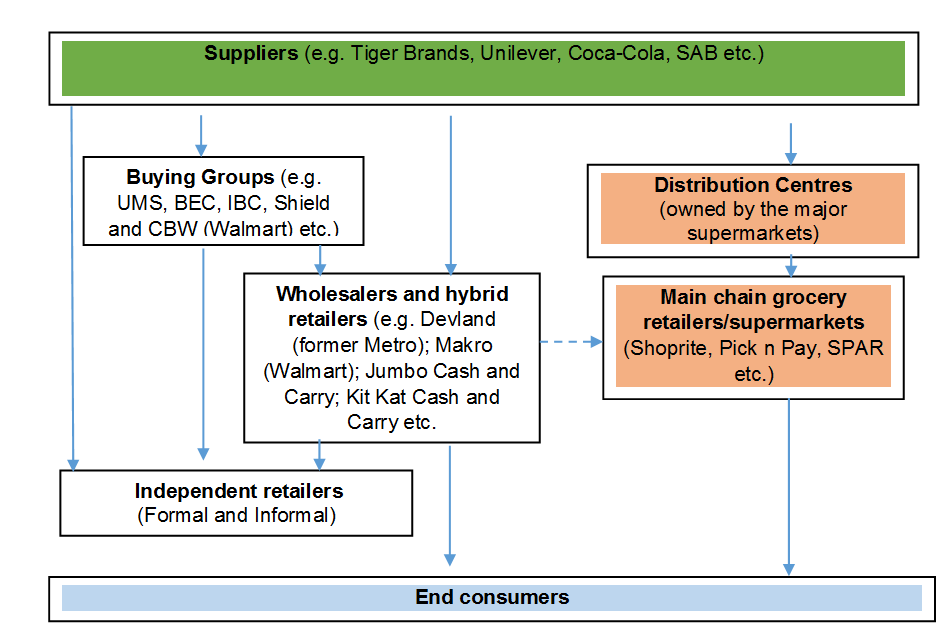 Suppliers (e.g. Tiger Brands, Unilever, Coca-Cola, SAB etc.)
Buying Groups (e.g.
UMS, BEC, IBC, Shield
and CBW (Walmart) etc.)
Distribution Centres
(owned by the major
supermarkets)
Wholesalers and hybrid
retailers (e.g. Devland
(former Metro); Makro
(Walmart); Jumbo Cash and
Carry; Kit Kat Cash and
Carry etc.
Main chain grocery
retailers/supermarkets
(Shoprite, Pick n Pay, SPAR
etc.)
Independent retailers
(Formal and Informal)
End consumers